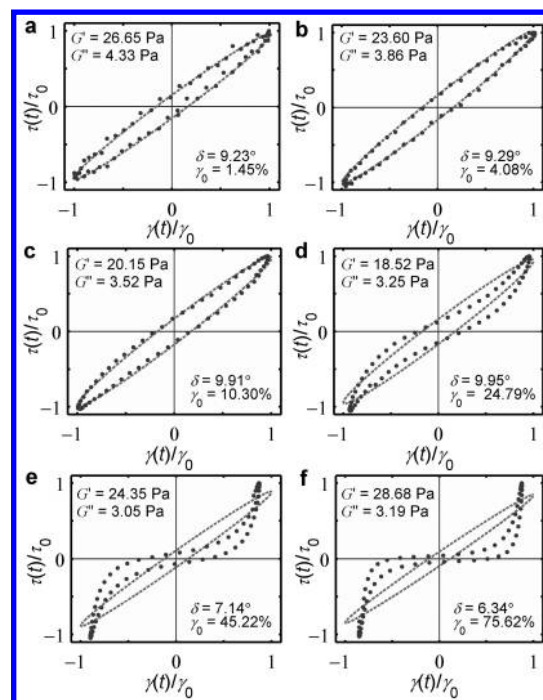 a
G' = 26.65 Pa
G'' = 4.33 Pa
δ = 9.23°
γ0 = 1.45%
1
0
−1
−1 0 1
τ(t)/τ0
γ(t)/γ0
b
G' = 23.60 Pa
G'' = 3.86 Pa
δ = 9.29°
γ0 = 4.08%
1
0
−1
−1 0 1
τ(t)/τ0
γ(t)/γ0
c
G' = 20.15 Pa
G'' = 3.52 Pa
δ = 9.91°
γ0 = 10.30%
1
0
−1
−1 0 1
τ(t)/τ0
γ(t)/γ0
d
G' = 18.52 Pa
G'' = 3.25 Pa
δ = 9.95°
γ0 = 24.79%
1
0
−1
−1 0 1
τ(t)/τ0
γ(t)/γ0
e
G' = 24.35 Pa
G'' = 3.05 Pa
δ = 7.14°
γ0 = 45.22%
1
0
−1
−1 0 1
τ(t)/τ0
γ(t)/γ0
f
G' = 28.68 Pa
G'' = 3.19 Pa
δ = 6.34°
γ0 = 75.62%
1
0
−1
−1 0 1
τ(t)/τ0
γ(t)/γ0